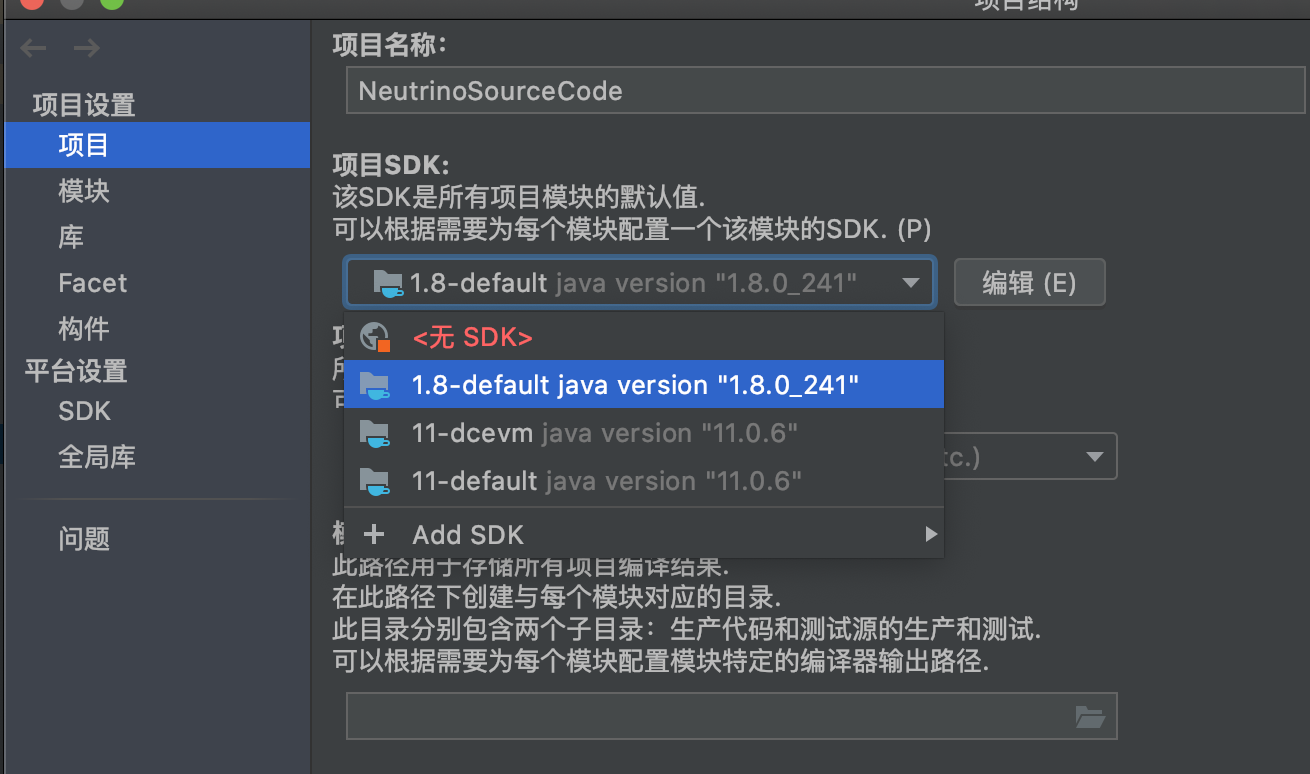 项目结构
项目设置
项目
模块
库
Facet
构件
平台设置
SDK
全局库
问题
项目名称:
NeutrinoSourceCode
项目SDK:
该SDK是所有项目模块的默认值.
可以根据需要为每个模块配置一个该模块的SDK. (P)
1.8-default java version "1.8.0_241"
编辑 (E)
<无 SDK>
1.8-default java version "1.8.0_241"
11-dcevm java version "11.0.6"
11-default java version "11.0.6"
tc.)
Add SDK
此路径用于存储所有项目编译结果.
在此路径下创建与每个模块对应的目录.
此目录分别包含两个子目录：生产代码和测试源的生产和测试.
可以根据需要为每个模块配置模块特定的编译器输出路径.